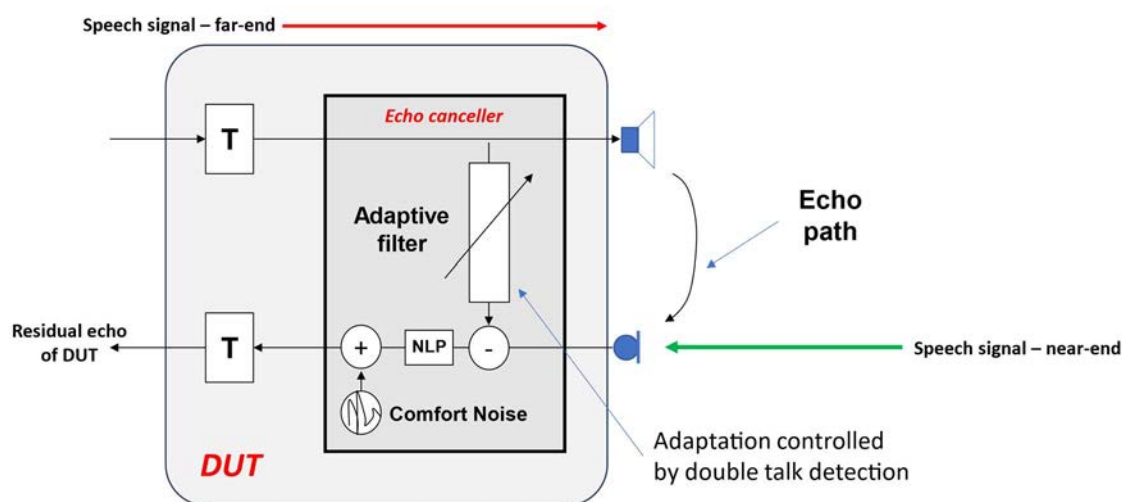 Speech signal – far-end
Echo canceller
T
Adaptive
filter
Echo
path
Residual echo
of DUT
T
+
NLP
-
Speech signal – near-end
Comfort Noise
DUT
Adaptation controlled
by double talk detection